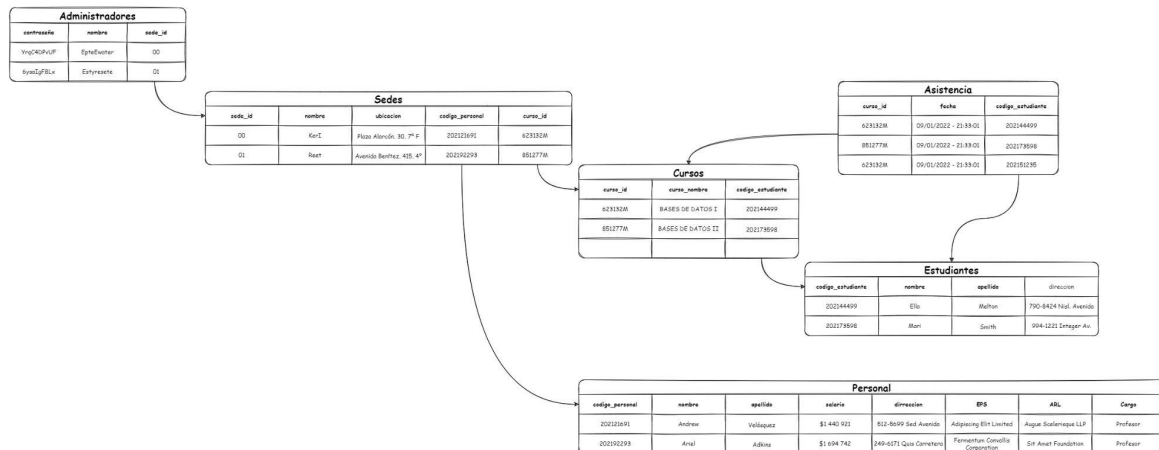 Administradores
contraseña nombre sede_id
YrqC4DPvUF EpteEwater 00
6yaoIgFBLx Estyresete 01
Sedes
sede_id nombre ubicacion codigo_personal curso_id
00 KerI Plaza Alarcón, 30, 7º F 202121691 623132M
01 Reet Avenida Benítez, 415, 4º 202192293 851277M
Asistencia
curso_id fecha codigo_estudiante
623132M 09/01/2022 - 21:33:01 202144499
851277M 09/01/2022 - 21:33:01 202173598
623132M 09/01/2022 - 21:33:01 202151235
Cursos
curso_id curso_nombre codigo_estudiante
623132M BASES DE DATOS I 202144499
851277M BASES DE DATOS II 202173598
Estudiantes
codigo_estudiante nombre apellido direccion
202144499 Ella Melton 790-8424 Nisl. Avenida
202173598 Mari Smith 994-1221 Integer Av.
Personal
codigo_personal nombre apellido salario dirreccion EPS ARL Cargo
202121691 Andrew Velásquez $1 440 921 512-8699 Sed Avenida Adipiscing Elit Limited Augue Scelerisque LLP Profesor
202192293 Ariel Adkins $1 694 742 249-6171 Quis Carretera Fermentum Convallis Corporation Sit Amet Foundation Profesor